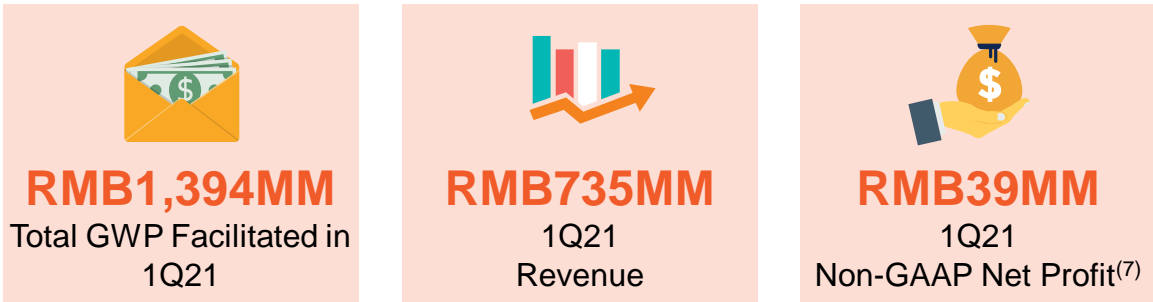 RMB1,394MM
Total GWP Facilitated in
1Q21
RMB735MM
1Q21
Revenue
RMB39MM
1Q21
Non-GAAP Net Profit(7)